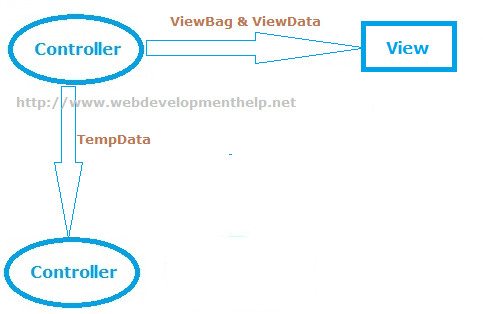 ViewBag & ViewData
Controller
View
http://www.webdevelopmenthelp.net
TempData
Controller